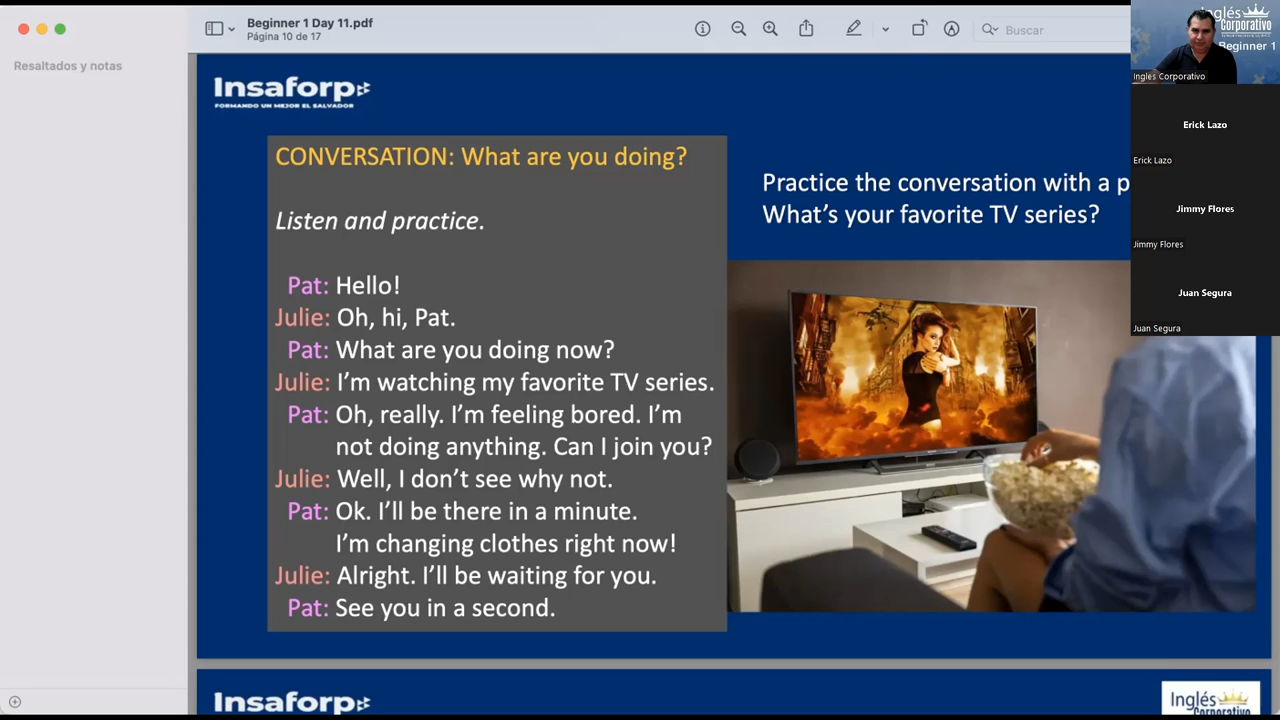 Beginner 1 Day 11.pdf
Página 10 de 17
Buscar
Resaltados y notas
Insaforp
FORMANDO UN MEJOR EL SALVADOR
CONVERSATION: What are you doing?
Listen and practice.
Pat: Hello!
Julie: Oh, hi, Pat.
Pat: What are you doing now?
Julie: I'm watching my favorite TV series.
Pat: Oh, really. I'm feeling bored. I'm
not doing anything. Can I join you?
Julie: Well, I don't see why not.
Pat: Ok. I'll be there in a minute.
I'm changing clothes right now!
Julie: Alright. I'll be waiting for you.
Pat: See you in a second.
Practice the conversation with a p
What's your favorite TV series?
Inglés
Corporativo
Beginner 1
Ingles Corporativo
Erick Lazo
Erick Lazo
Jimmy Flores
Jimmy Flores
Juan Segura
Juan Segura
Insaforp
Inglés
Corporativo